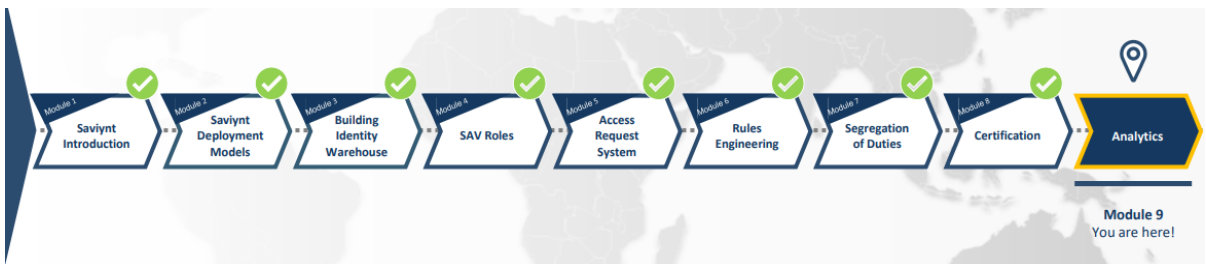 Module 1
Saviynt
Introduction
Module 2
Saviynt
Deployment
Models
Module 3
Building
Identity
Warehouse
Module 4
SAV Roles
Module 5
Access
Request
System
Module 6
Rules
Engineering
Module 7
Segregation
of Duties
Module 8
Certification
Analytics
Module 9
You are here!